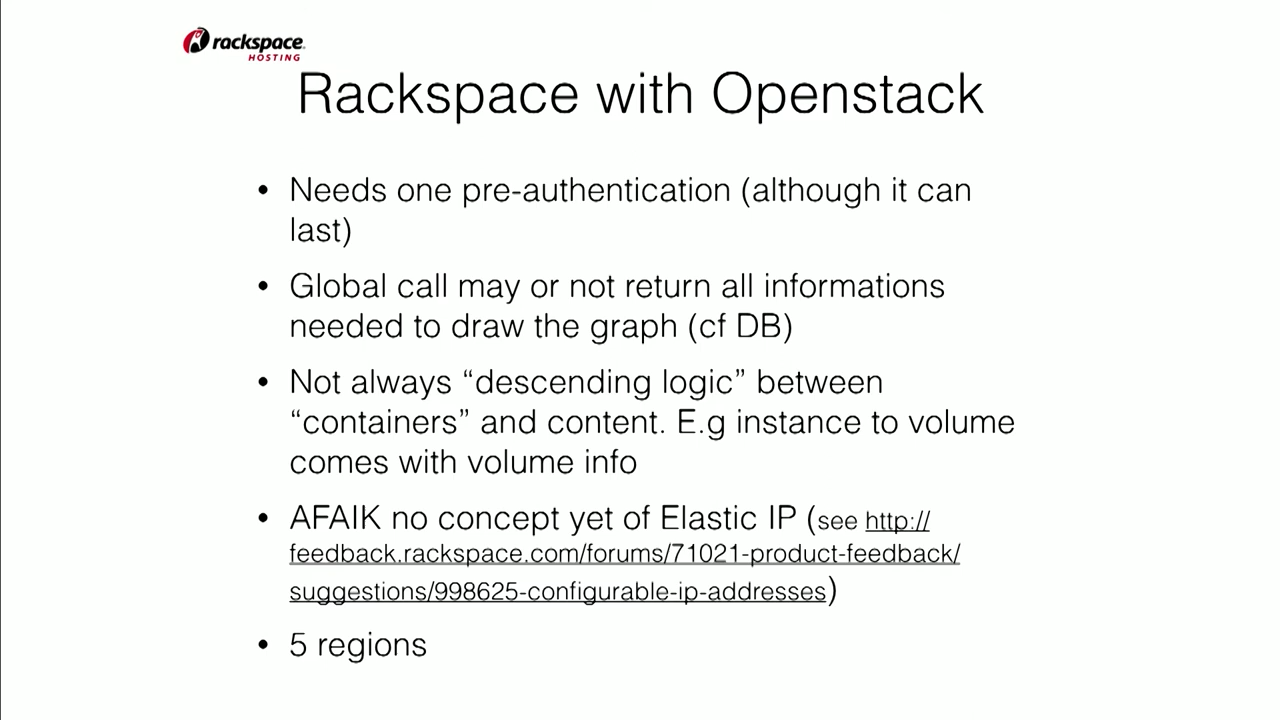 rackspace
HOSTING
Rackspace with Openstack
• Needs one pre-authentication (although it can
last)
• Global call may or not return all informations
needed to draw the graph (cf DB)
• Not always “descending logic” between
“containers” and content. E.g instance to volume
comes with volume info
• AFAIK no concept yet of Elastic IP (see http://
feedback.rackspace.com/forums/71021-product-feedback/
suggestions/998625-configurable-ip-addresses)
• 5 regions